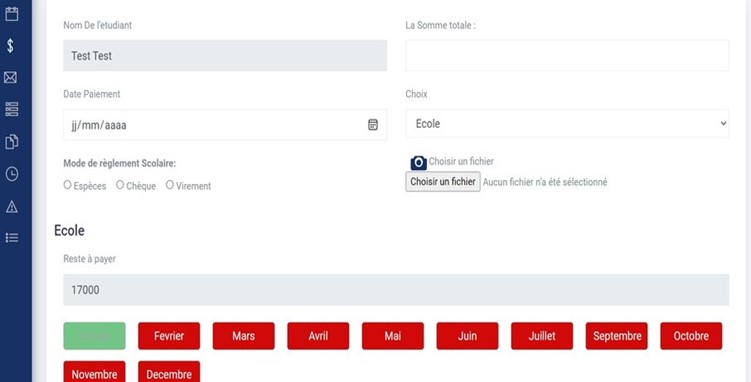 Nom De l'etudiant
La Somme totale :
Test Test
Date Paiement
Choix
jj/mm/aaaa
Ecole
Mode de règlement Scolaire:
Choisir un fichier
Espèces Chèque Virement
Choisir un fichier Aucun fichier n'a été sélectionné
Ecole
Reste à payer
17000
Fevrier Mars Avril Mai Juin Juillet Septembre Octobre
Novembre Decembre